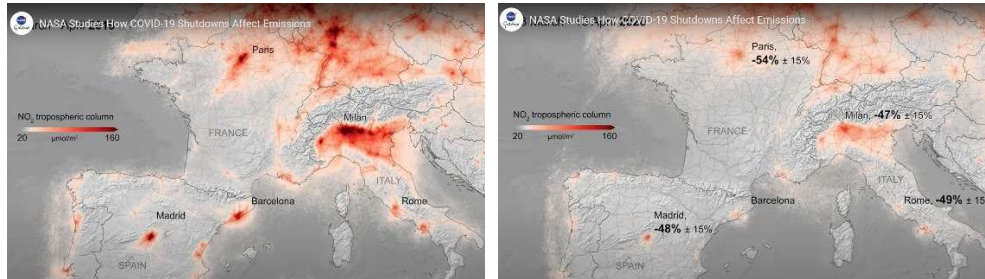 NASA Studies How COVID-19 Shutdowns Affect Emissions
Paris
NO₂ tropospheric column
20 μmol/m² 160
Milan
FRANCE
ITALY
Barcelona
Rome
Madrid
SPAIN
NASA Studies How COVID-19 Shutdowns Affect Emissions
Paris,
-54% ± 15%
NO₂ tropospheric column
20 μmol/m² 160
Milan, -47% ± 15%
FRANCE
ITALY
Barcelona
Rome, -49% ± 15
Madrid,
-48% ± 15%
SPAIN